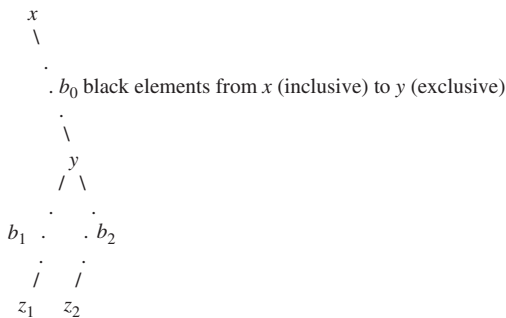 x
\
.
. b₀ black elements from x (inclusive) to y (exclusive)
.
\
y
/ \
. .
b₁ . . b₂
. .
/ /
z₁ z₂